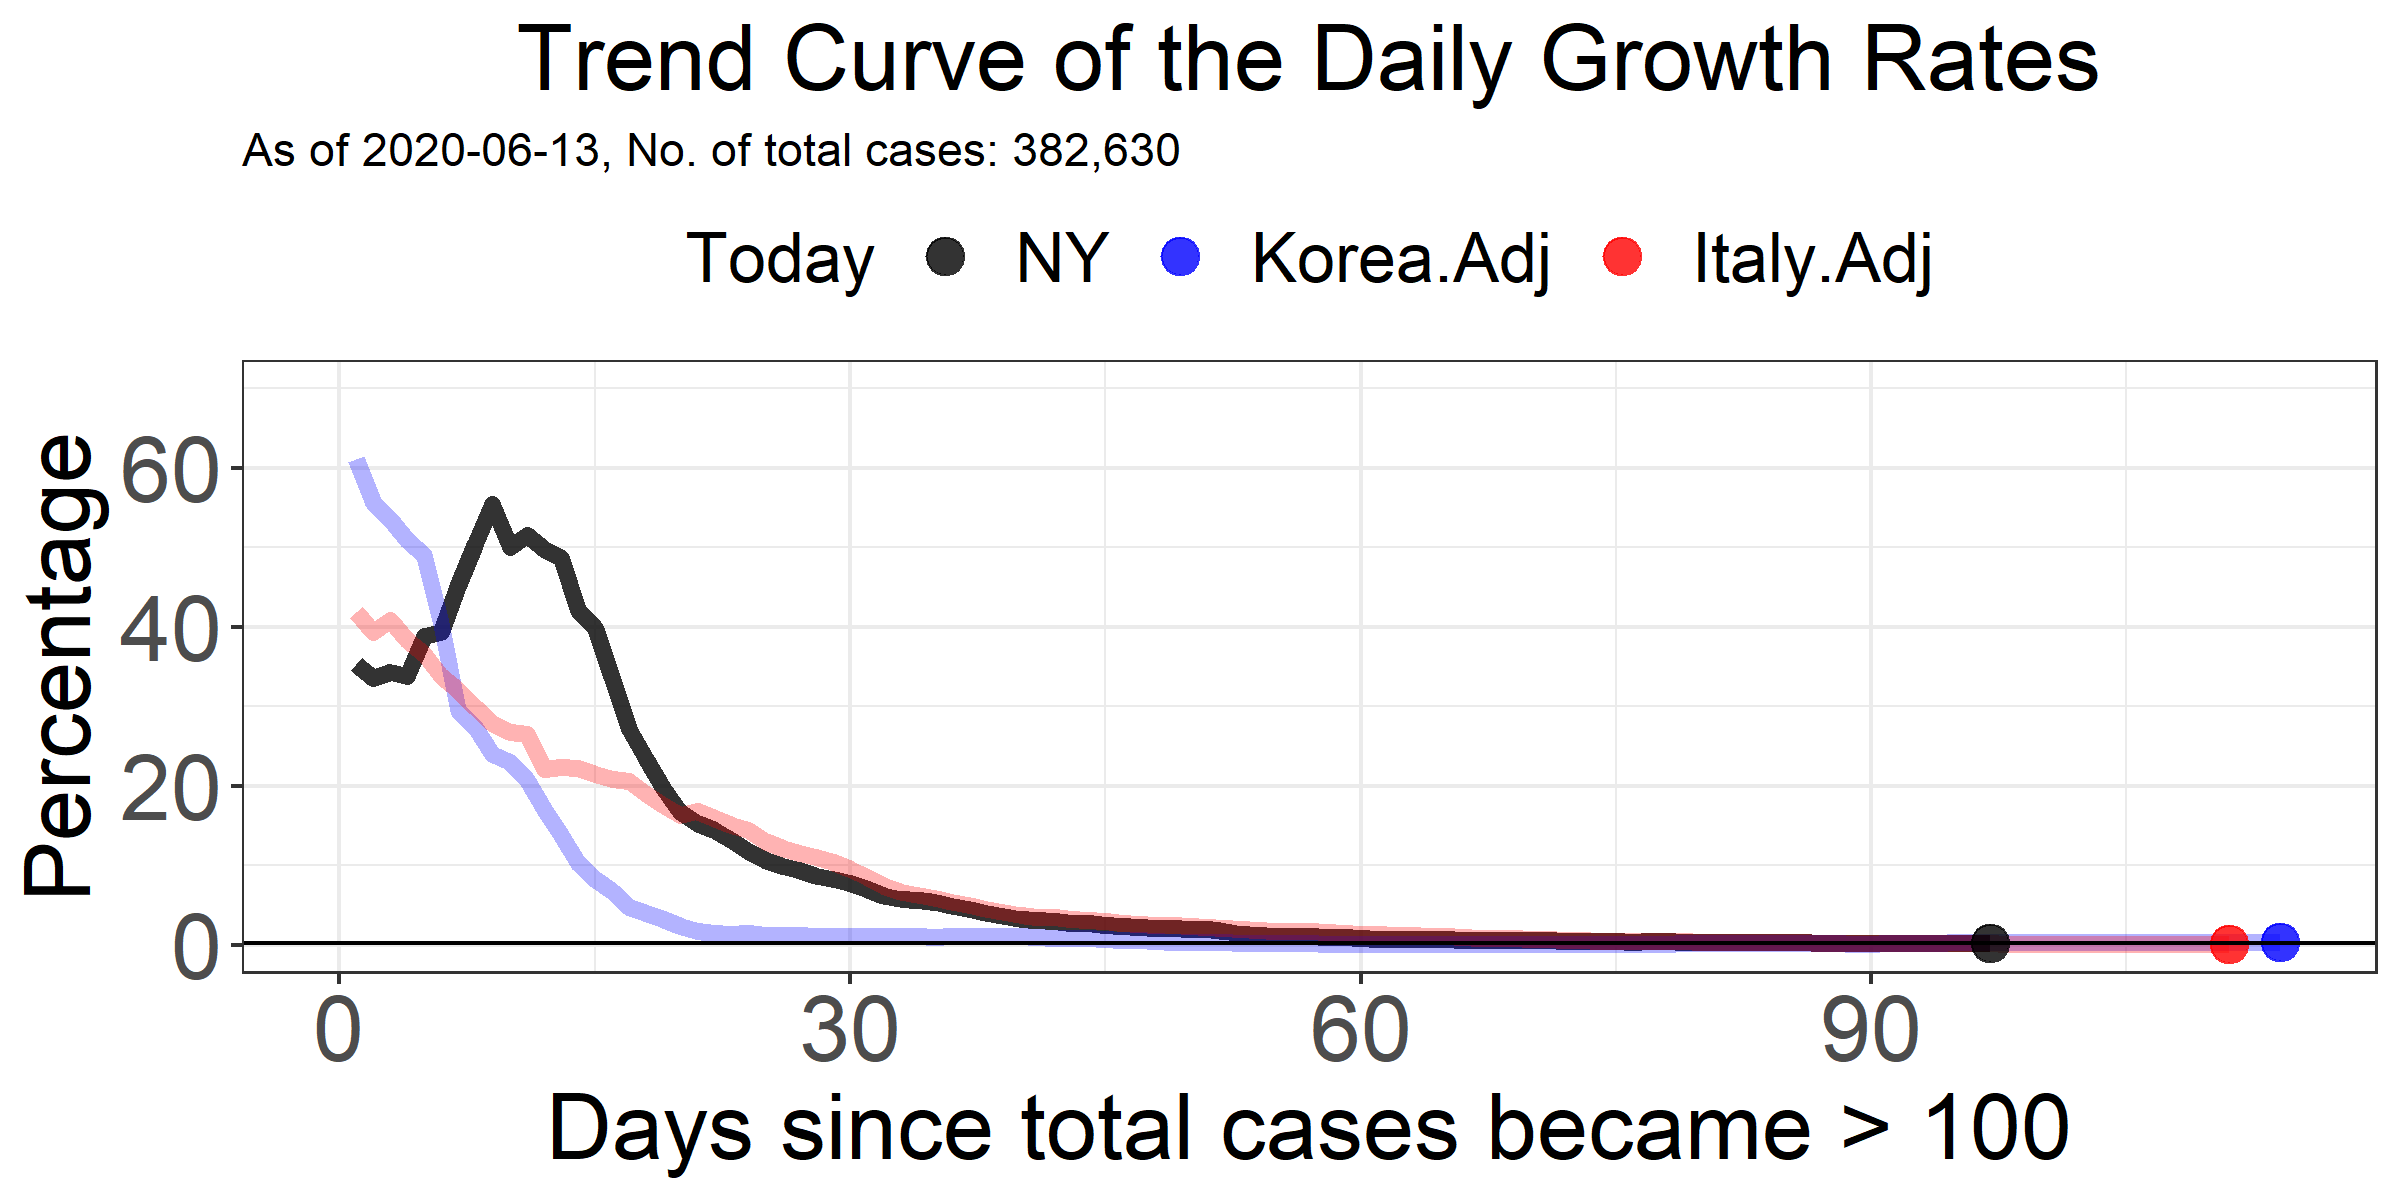 Trend Curve of the Daily Growth Rates
As of 2020-06-13, No. of total cases: 382,630
Today NY Korea.Adj Italy.Adj
Percentage
60
40
20
0
0 30 60 90
Days since total cases became > 100